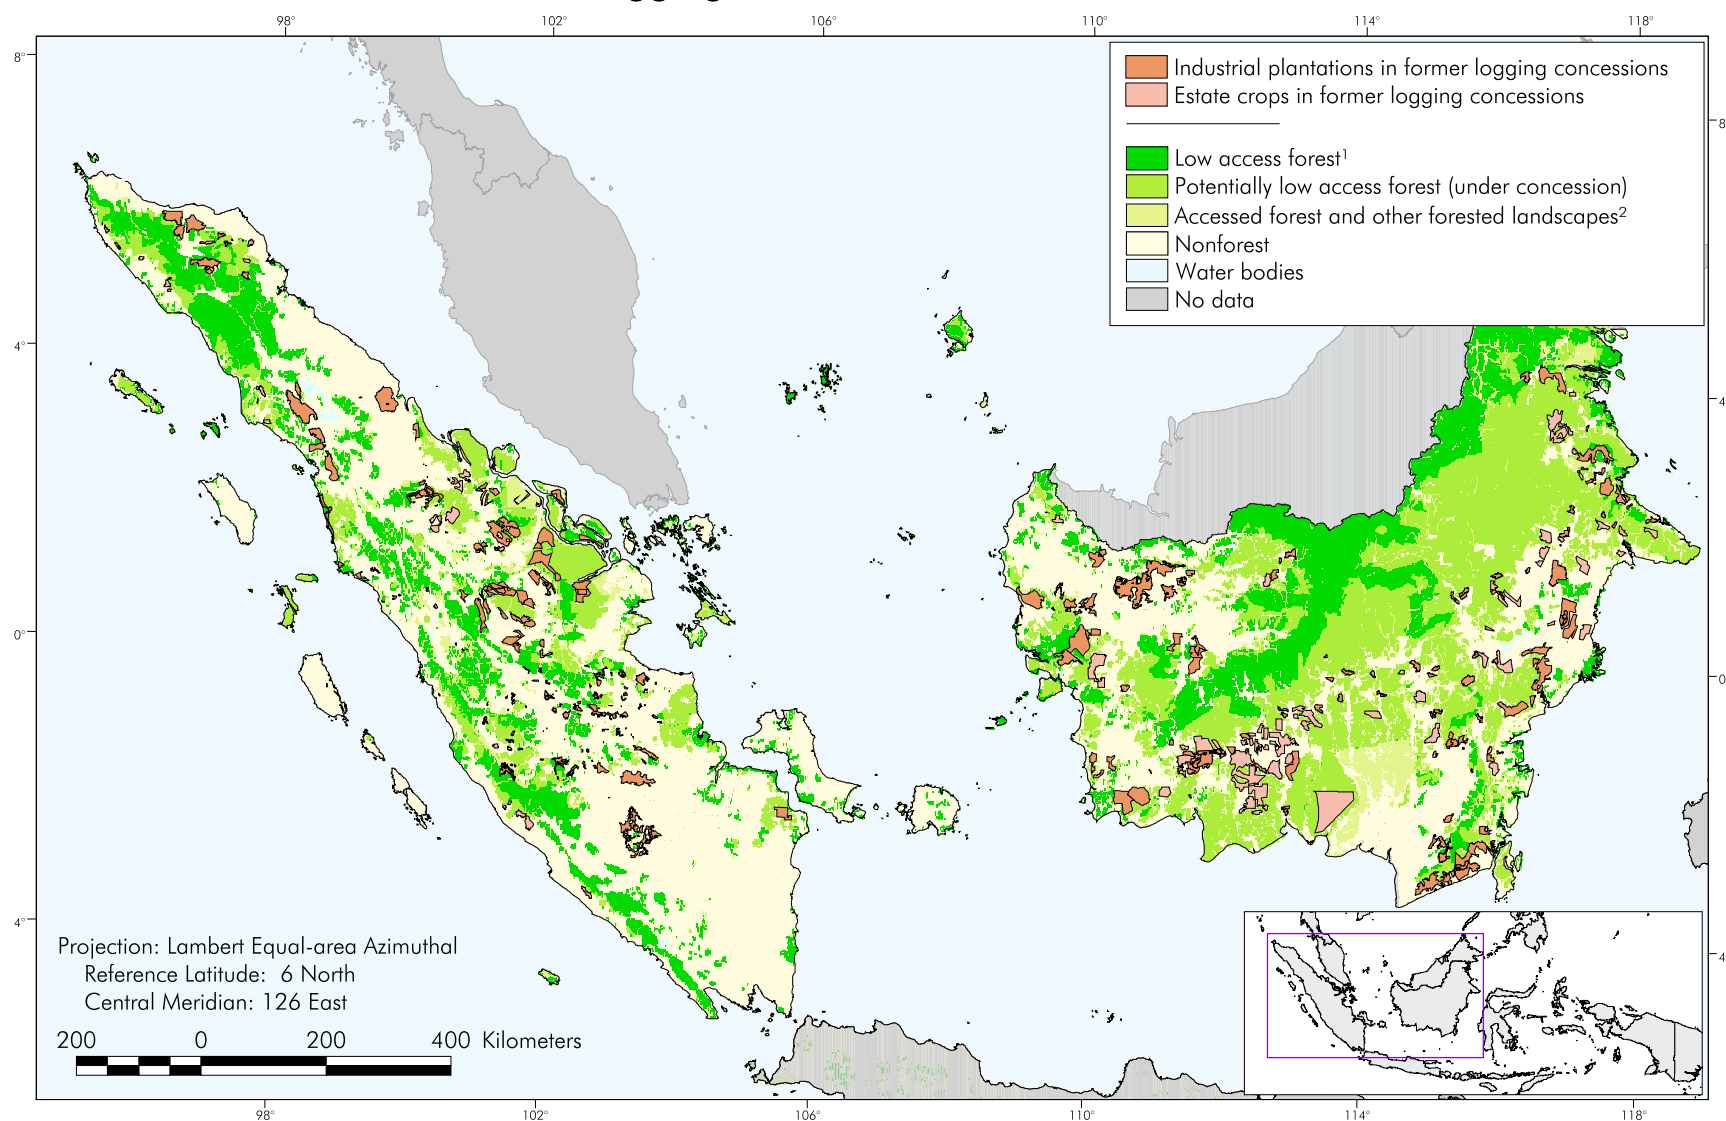 98°
102°
106°
110°
114°
118°
8°
4°
0°
4°
8
4
0
4
Industrial plantations in former logging concessions
Estate crops in former logging concessions
Low access forest¹
Potentially low access forest (under concession)
Accessed forest and other forested landscapes²
Nonforest
Water bodies
No data
Projection: Lambert Equal-area Azimuthal
Reference Latitude: 6 North
Central Meridian: 126 East
200 0 200 400 Kilometers
98°
102°
106°
110°
114°
118°